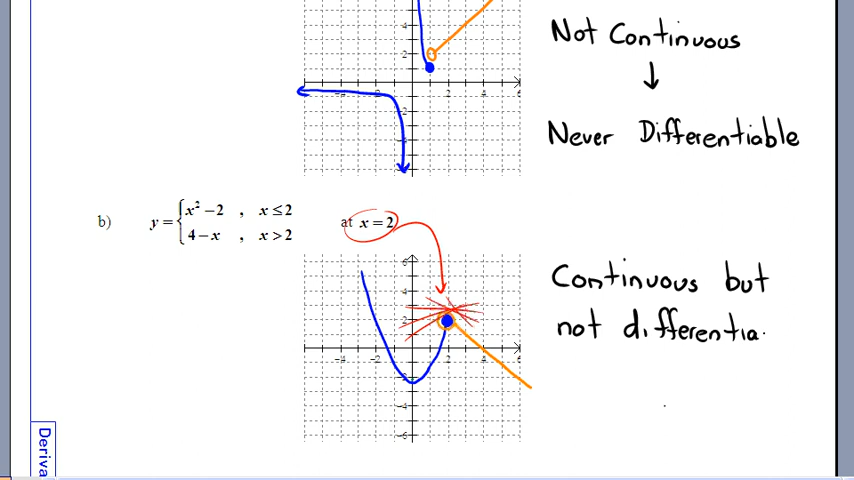 Not Continuous
↓
Never Differentiable
b) y = { x² − 2 , x ≤ 2
4 − x , x > 2
at x = 2
Continuous but
not differentia
Deriva